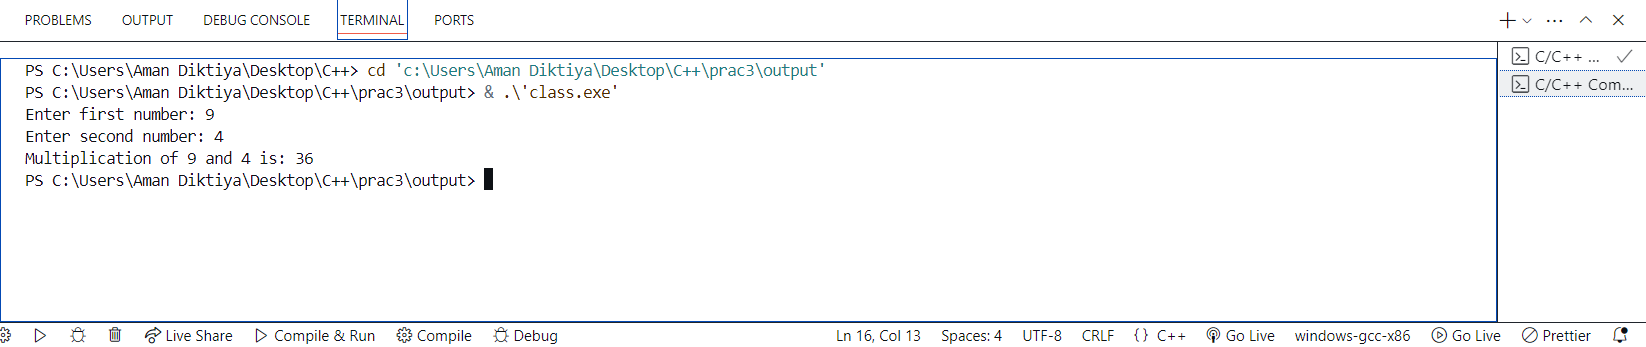 PROBLEMS OUTPUT DEBUG CONSOLE TERMINAL PORTS
PS C:\Users\Aman Diktiya\Desktop\C++> cd 'c:\Users\Aman Diktiya\Desktop\C++\prac3\output'
PS C:\Users\Aman Diktiya\Desktop\C++\prac3\output> & .\'class.exe'
Enter first number: 9
Enter second number: 4
Multiplication of 9 and 4 is: 36
PS C:\Users\Aman Diktiya\Desktop\C++\prac3\output>
C/C++ ...
C/C++ Com...
Live Share Compile & Run Compile Debug Ln 16, Col 13 Spaces: 4 UTF-8 CRLF {} C++ Go Live windows-gcc-x86 Go Live Prettier